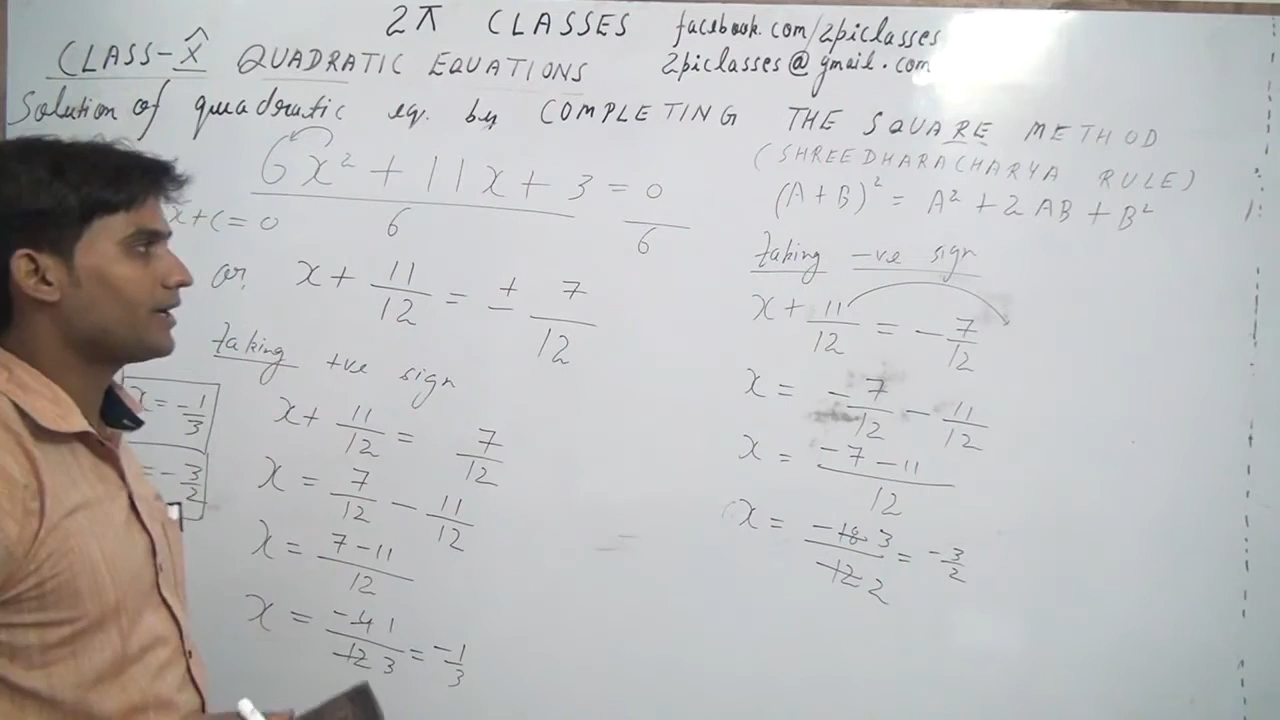 2π CLASSES facebook.com/2piclasses
CLASS-X QUADRATIC EQUATIONS 2piclasses@gmail.com
Solution of quadratic eq. by COMPLETING THE SQUARE METHOD
(SHREEDHARACHARYA RULE)
6x² + 11x + 3 = 0
6 6
(A+B)² = A² + 2AB + B²
x+c=0
or, x + 11/12 = ± 7/12
taking +ve sign
x + 11/12 = 7/12
x = 7/12 - 11/12
x = 7-11/12
x = -4 1/12 3 = -1/3
x = -1/3
= -3/2
taking -ve sign
x + 11/12 = -7/12
x = -7/12 - 11/12
x = -7-11/12
x = -18 3/12 2 = -3/2